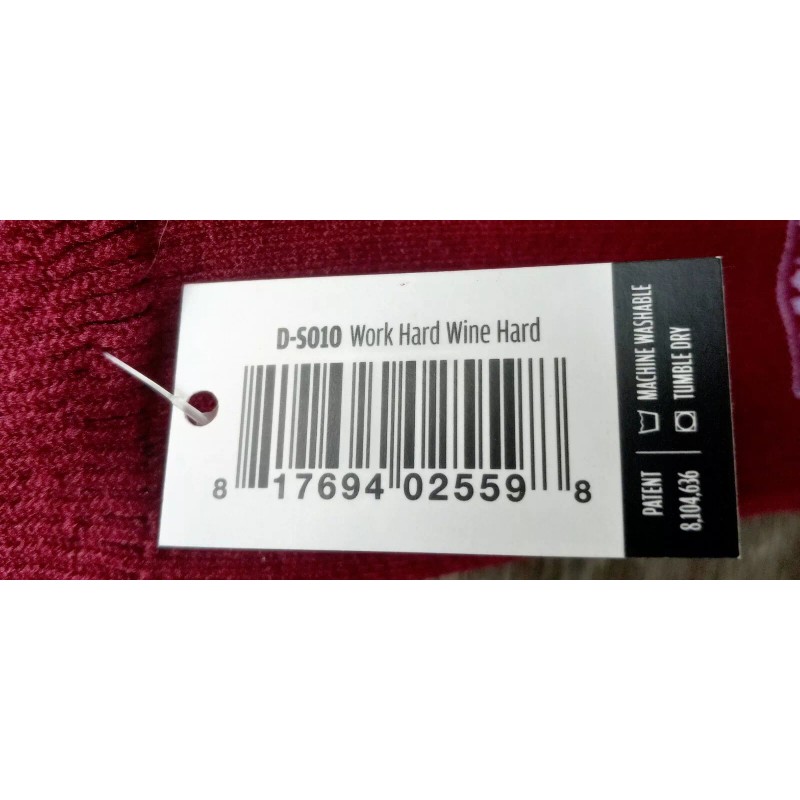 D-S010 Work Hard Wine Hard
8 17694 02559 8
MACHINE WASHABLE
TUMBLE DRY
PATENT
8,104,636